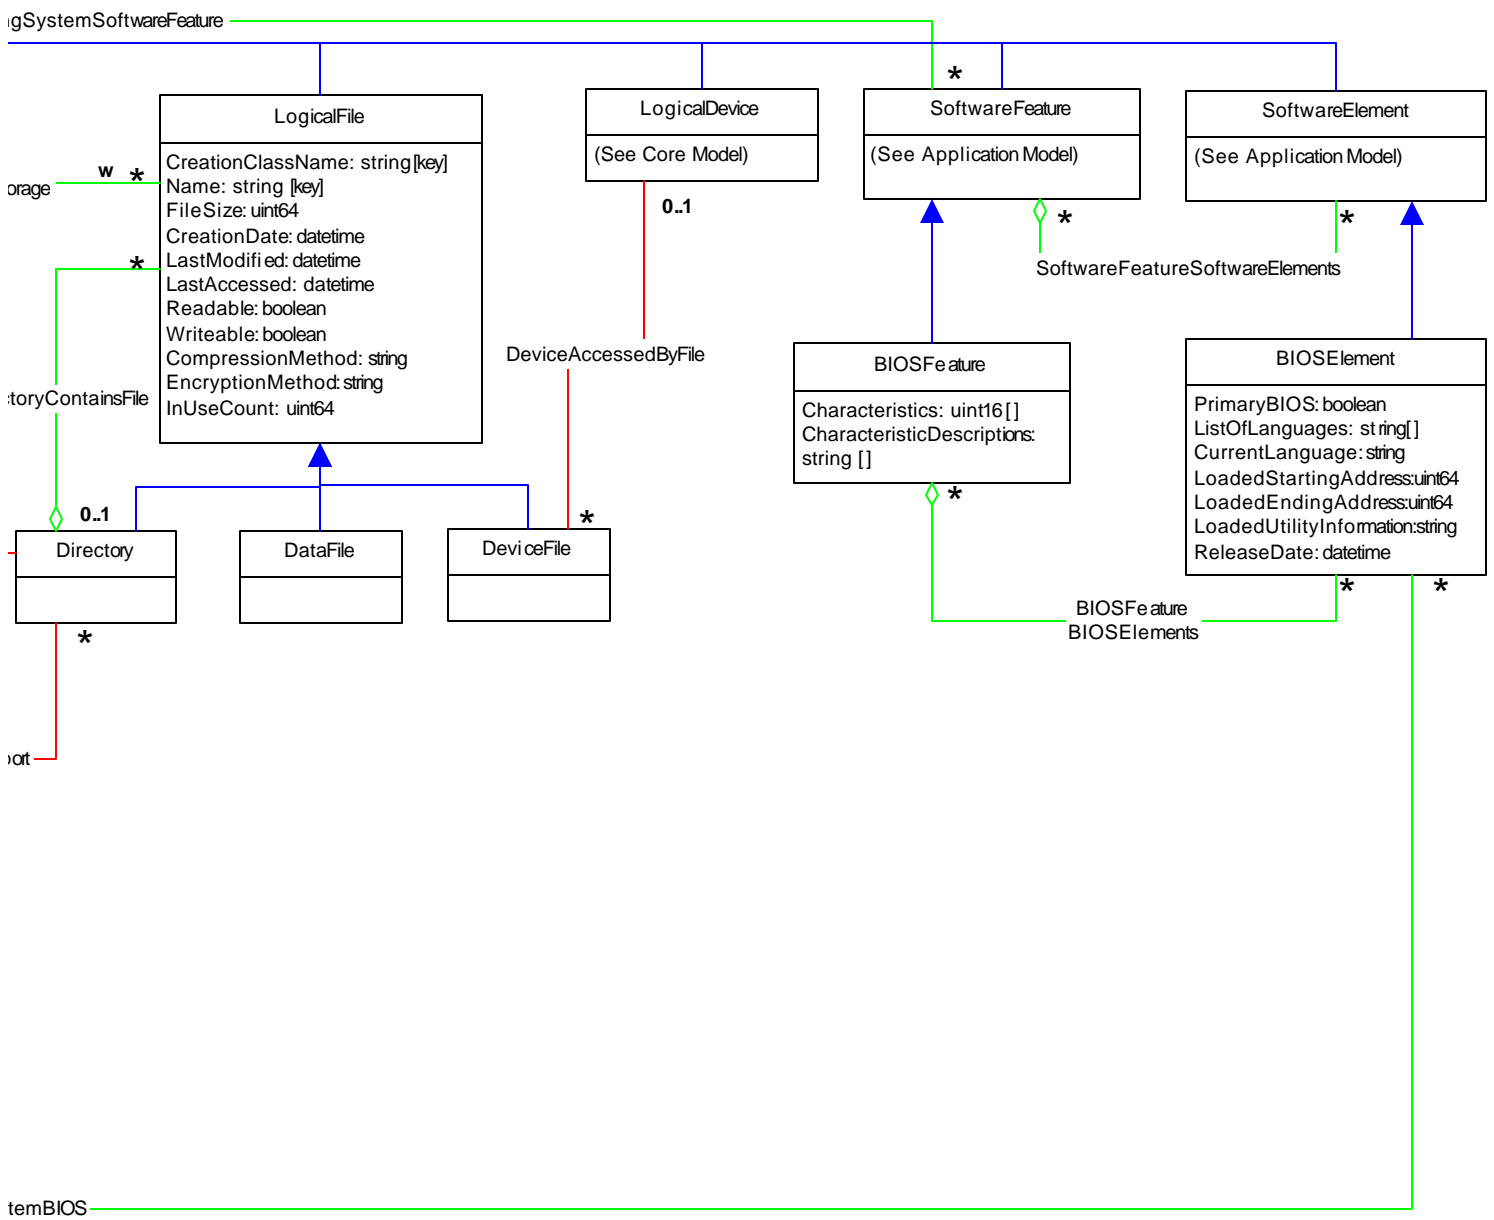 ngSystemSoftwareFeature
*
LogicalFile
CreationClassName: string [key]
Name: string [key]
FileSize: uint64
CreationDate: datetime
LastModified: datetime
LastAccessed: datetime
Readable: boolean
Writeable: boolean
CompressionMethod: string
EncryptionMethod: string
InUseCount: uint64
LogicalDevice
(See Core Model)
SoftwareFeature
(See Application Model)
SoftwareElement
(See Application Model)
w *
orage
*
0..1
*
*
SoftwareFeatureSoftwareElements
DeviceAccessedByFile
ctoryContainsFile
BIOSFeature
Characteristics: uint16 [ ]
CharacteristicDescriptions:
string [ ]
BIOSElement
PrimaryBIOS: boolean
ListOfLanguages: string[ ]
CurrentLanguage: string
LoadedStartingAddress:uint64
LoadedEndingAddress:uint64
LoadedUtilityInformation:string
ReleaseDate: datetime
0..1
*
*
Directory
DataFile
DeviceFile
*
*
*
BIOSFeature
BIOSElements
port
temBIOS